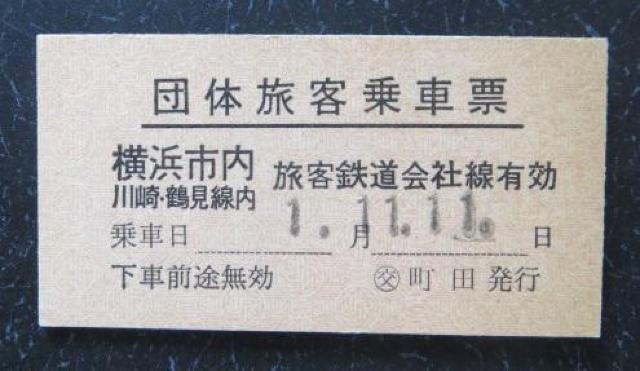 団体旅客乗車票
横浜市内
川崎・鶴見線内
旅客鉄道会社線有効
乗車日 1.11.11. 月 日
下車前途無効
㊋町田発行